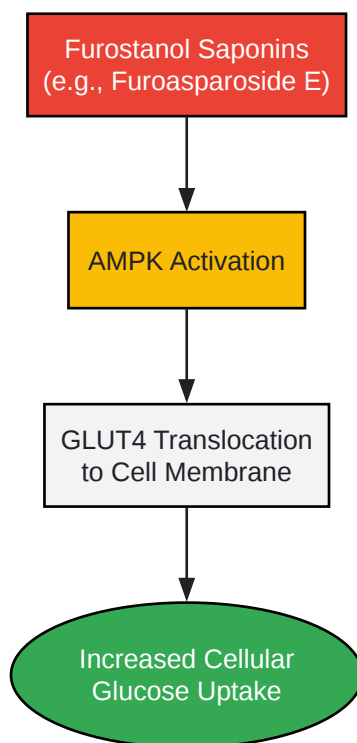 Furostanol Saponins
(e.g., Furoasparoside E)
AMPK Activation
GLUT4 Translocation
to Cell Membrane
Increased Cellular
Glucose Uptake